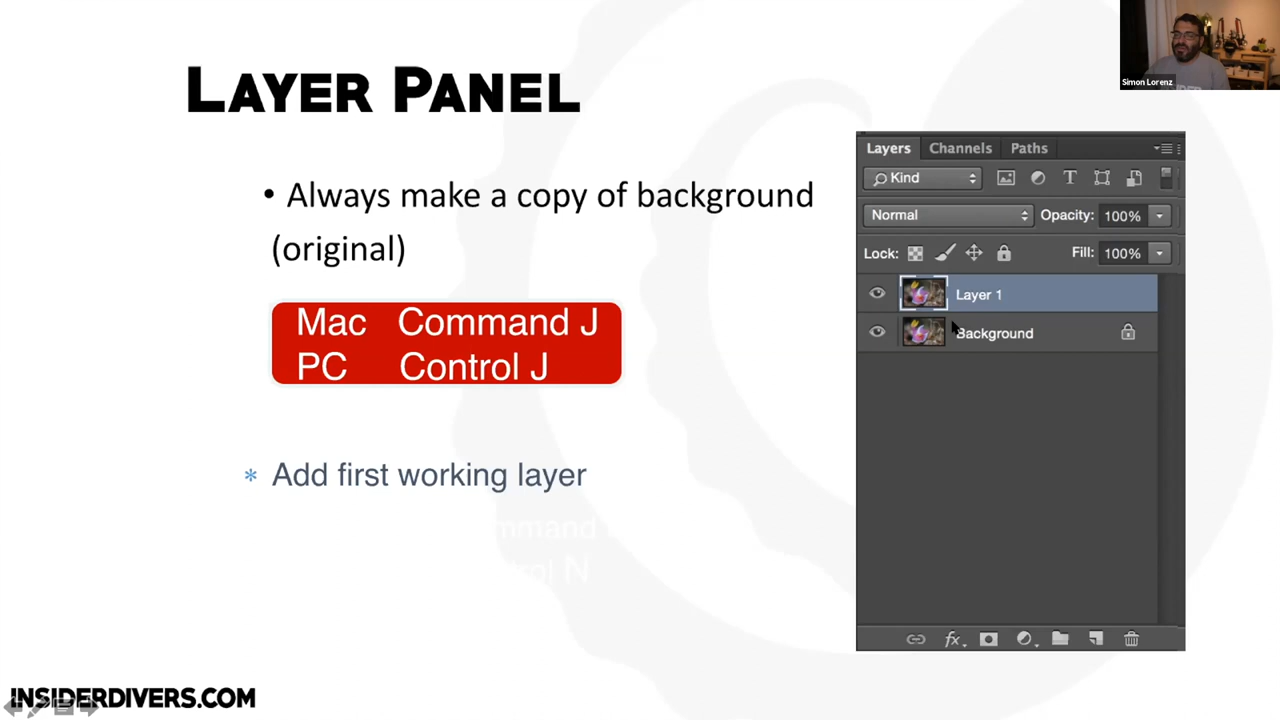 Simon Lorenz
LAYER PANEL
• Always make a copy of background
(original)
Mac Command J
PC Control J
* Add first working layer
N
Layers Channels Paths
Kind
Normal Opacity: 100%
Lock: Fill: 100%
Layer 1
Background
fx
INSIDERDIVERS.COM